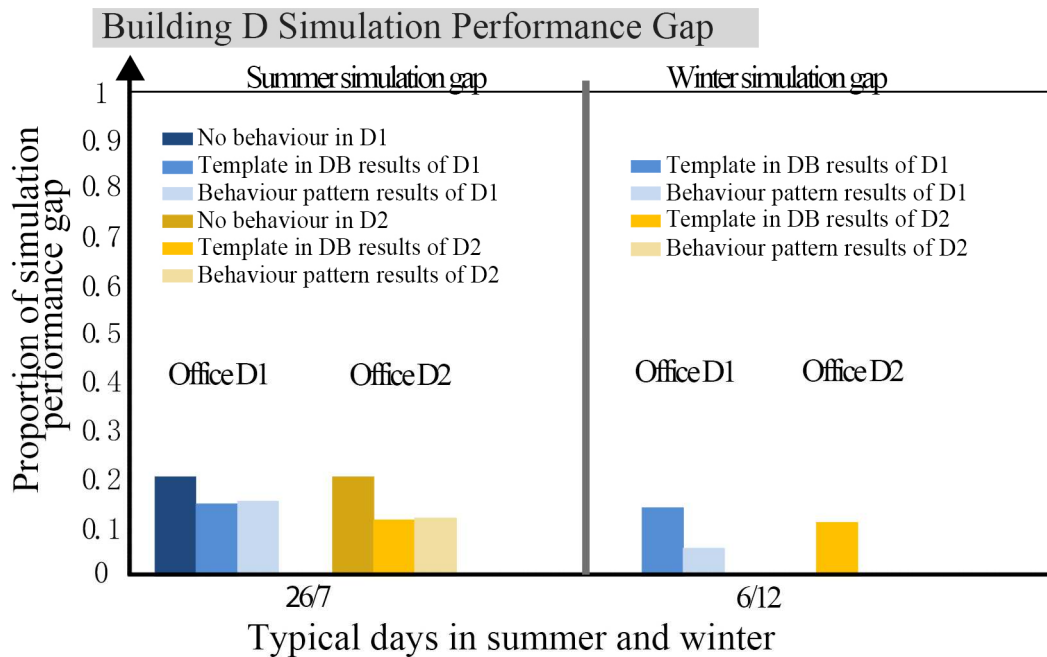 Building D Simulation Performance Gap
Summer simulation gap
Winter simulation gap
Proportion of simulation
performance gap
1
0.9
0.8
0.7
0.6
0.5
0.4
0.3
0.2
0.1
0
No behaviour in D1
Template in DB results of D1
Behaviour pattern results of D1
No behaviour in D2
Template in DB results of D2
Behaviour pattern results of D2
Template in DB results of D1
Behaviour pattern results of D1
Template in DB results of D2
Behaviour pattern results of D2
Office D1
Office D2
Office D1
Office D2
26/7
6/12
Typical days in summer and winter